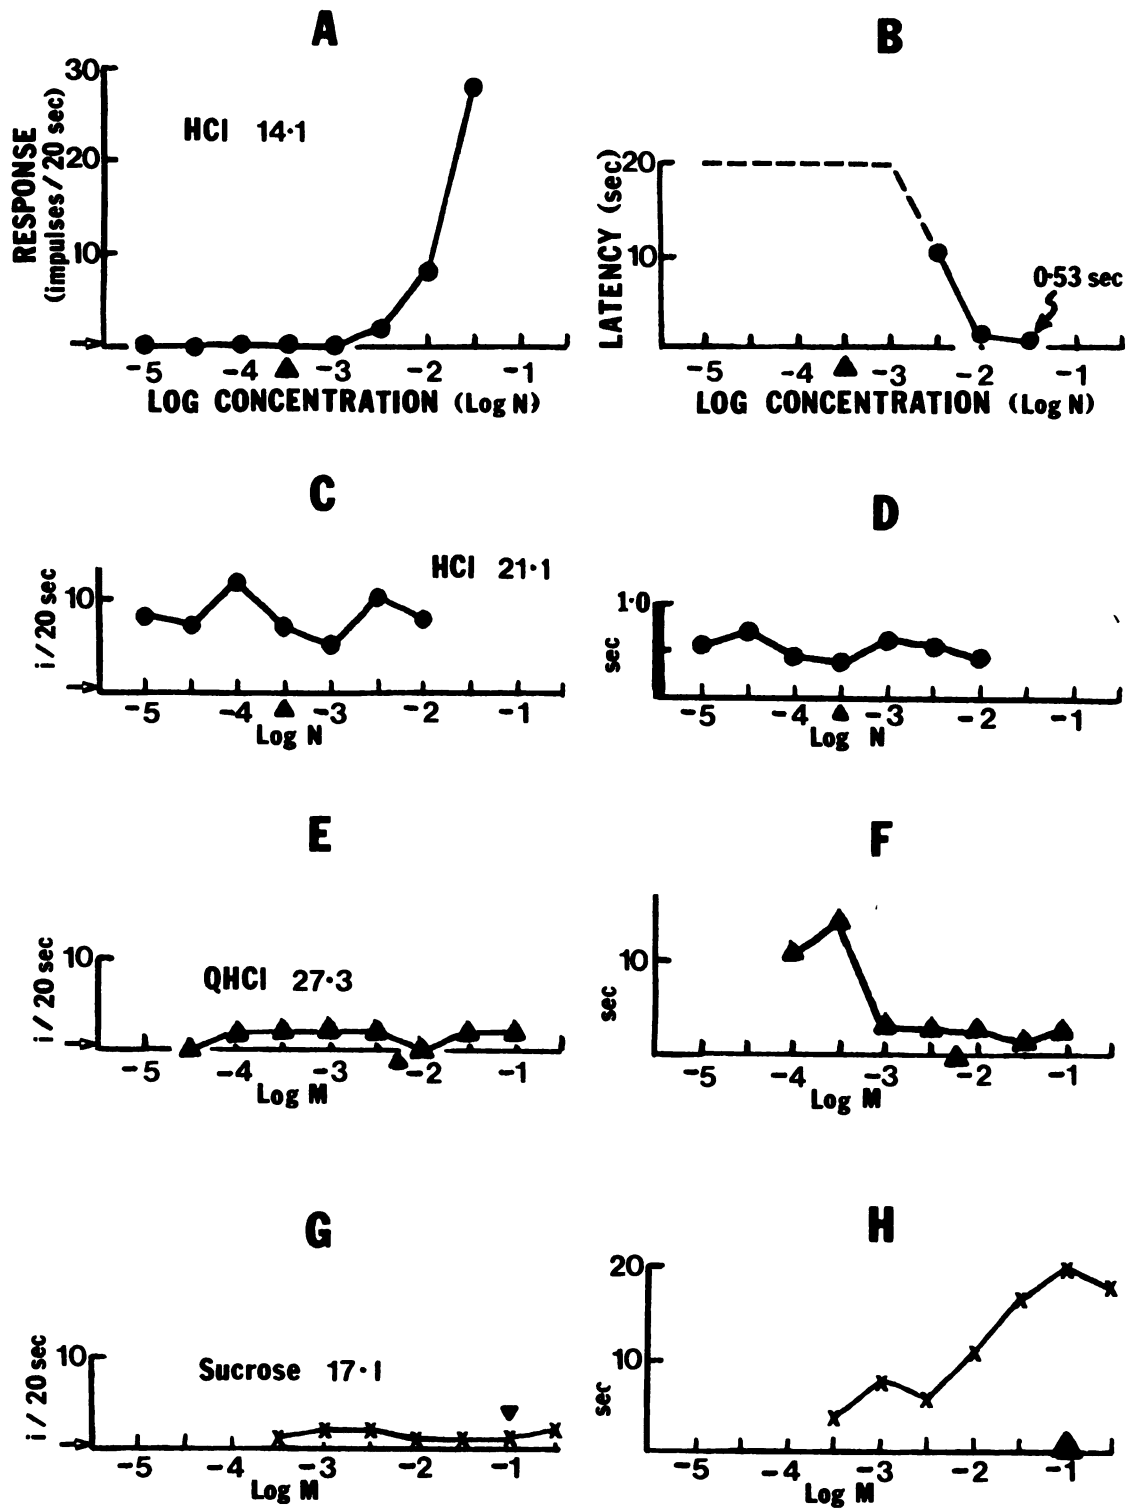 A
RESPONSE
(impulses/20 sec)
30
20
10
HCl 14·1
-5 -4 -3 -2 -1
LOG CONCENTRATION (Log N)
B
LATENCY (sec)
20
10
0·53 sec
-5 -4 -3 -2 -1
LOG CONCENTRATION (Log N)
C
i/20 sec
10
HCl 21·1
-5 -4 -3 -2 -1
Log N
D
sec
1·0
-5 -4 -3 -2 -1
Log N
E
i/20 sec
10
QHCl 27·3
-5 -4 -3 -2 -1
Log M
F
sec
10
-5 -4 -3 -2 -1
Log M
G
i/20 sec
10
Sucrose 17·1
-5 -4 -3 -2 -1
Log M
H
sec
20
10
-5 -4 -3 -2 -1
Log M